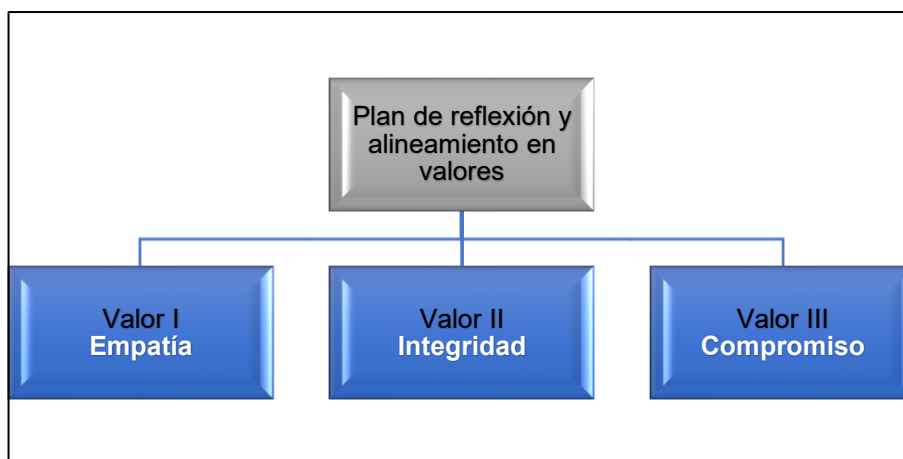 Plan de reflexión y
alineamiento en
valores
Valor I
Empatía
Valor II
Integridad
Valor III
Compromiso